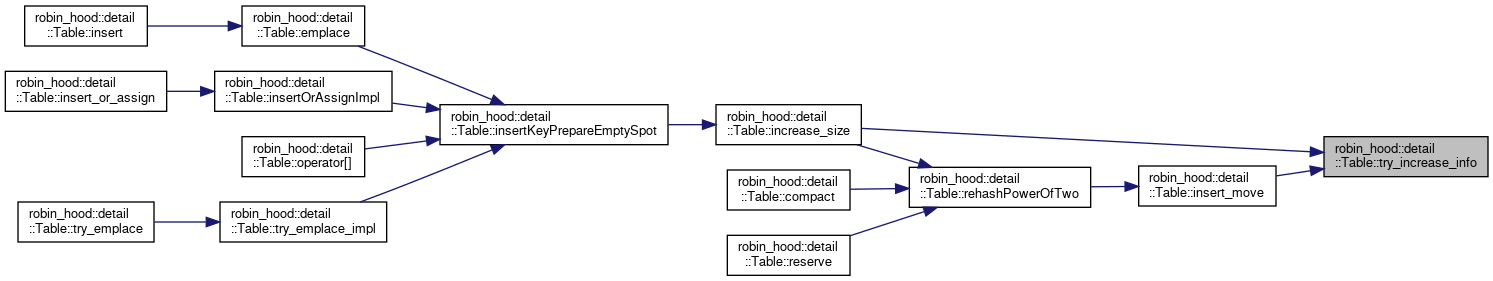 robin_hood::detail
::Table::insert
robin_hood::detail
::Table::emplace
robin_hood::detail
::Table::insert_or_assign
robin_hood::detail
::Table::insertOrAssignImpl
robin_hood::detail
::Table::insertKeyPrepareEmptySpot
robin_hood::detail
::Table::increase_size
robin_hood::detail
::Table::try_increase_info
robin_hood::detail
::Table::operator[]
robin_hood::detail
::Table::compact
robin_hood::detail
::Table::rehashPowerOfTwo
robin_hood::detail
::Table::insert_move
robin_hood::detail
::Table::try_emplace
robin_hood::detail
::Table::try_emplace_impl
robin_hood::detail
::Table::reserve